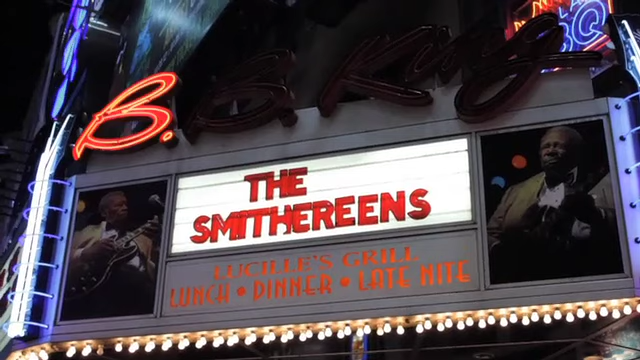 B.B. King
THE
SMITHEREENS
LUCILLE'S GRILL
LUNCH • DINNER • LATE NITE